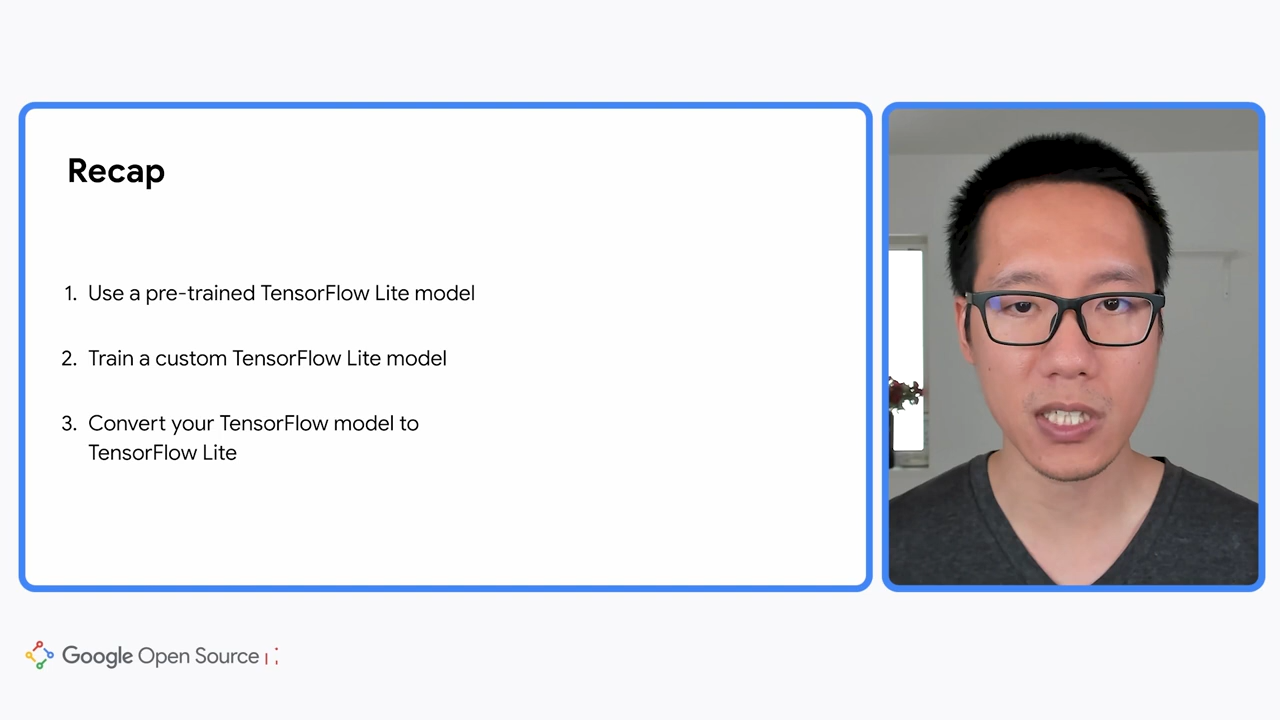 Recap
1. Use a pre-trained TensorFlow Lite model
2. Train a custom TensorFlow Lite model
3. Convert your TensorFlow model to
TensorFlow Lite
Google Open Source